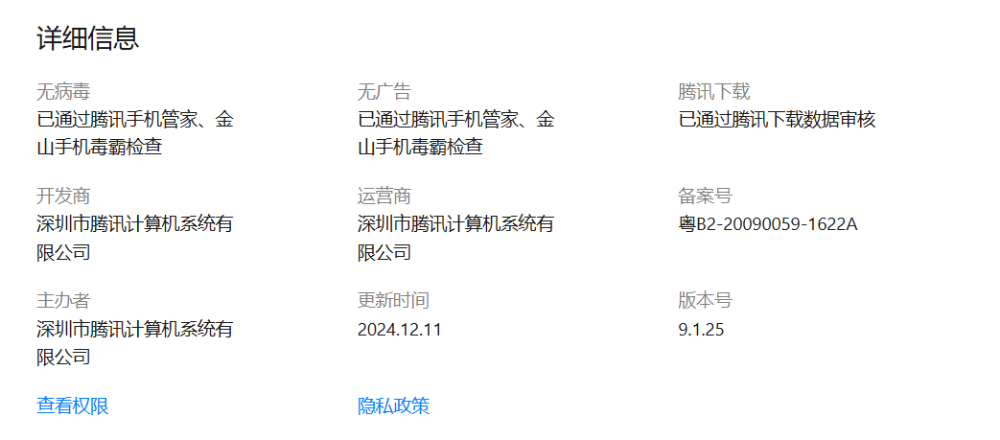 详细信息
无病毒
已通过腾讯手机管家、金
山手机毒霸检查
无广告
已通过腾讯手机管家、金
山手机毒霸检查
腾讯下载
已通过腾讯下载数据审核
开发商
深圳市腾讯计算机系统有
限公司
运营商
深圳市腾讯计算机系统有
限公司
备案号
粤B2-20090059-1622A
主办者
深圳市腾讯计算机系统有
限公司
更新时间
2024.12.11
版本号
9.1.25
查看权限
隐私政策